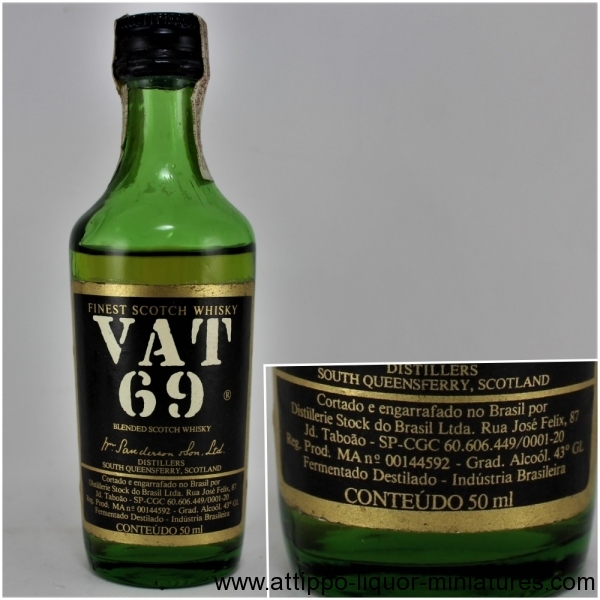 FINEST SCOTCH WHISKY
VAT
69
®
BLENDED SCOTCH WHISKY
Wm Sanderson & Son. Ltd.
DISTILLERS
SOUTH QUEENSFERRY, SCOTLAND
Cortado e engarrafado no Brasil por
Distillerie Stock do Brasil Ltda. Rua José Felix, 87
Jd. Taboão - SP-CGC 60.606.449/0001-20
Reg. Prod. MA nº 00144592 - Grad. Alcoól. 43º GL
Fermentado Destilado - Indústria Brasileira
CONTEÚDO 50 ml
DISTILLERS
SOUTH QUEENSFERRY, SCOTLAND
Cortado e engarrafado no Brasil por
Distillerie Stock do Brasil Ltda. Rua José Felix, 87
Jd. Taboão - SP-CGC 60.606.449/0001-20
Reg. Prod. MA nº 00144592 - Grad. Alcoól. 43º GL
Fermentado Destilado - Indústria Brasileira
CONTEÚDO 50 ml
www.attippo-liquor-miniatures.com